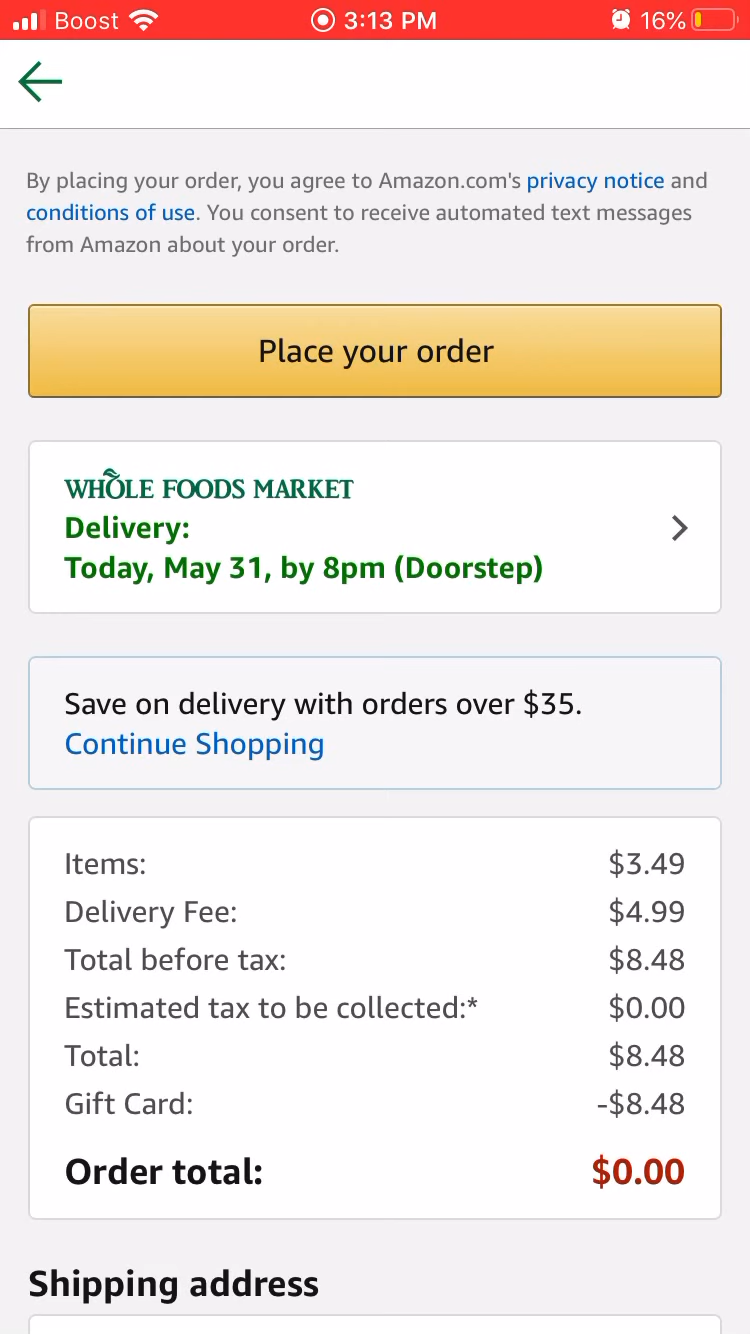 Boost 3:13 PM 16%
By placing your order, you agree to Amazon.com's privacy notice and
conditions of use. You consent to receive automated text messages
from Amazon about your order.
Place your order
WHOLE FOODS MARKET
Delivery:
Today, May 31, by 8pm (Doorstep)
Save on delivery with orders over $35.
Continue Shopping
Items: $3.49
Delivery Fee: $4.99
Total before tax: $8.48
Estimated tax to be collected:* $0.00
Total: $8.48
Gift Card: -$8.48
Order total: $0.00
Shipping address